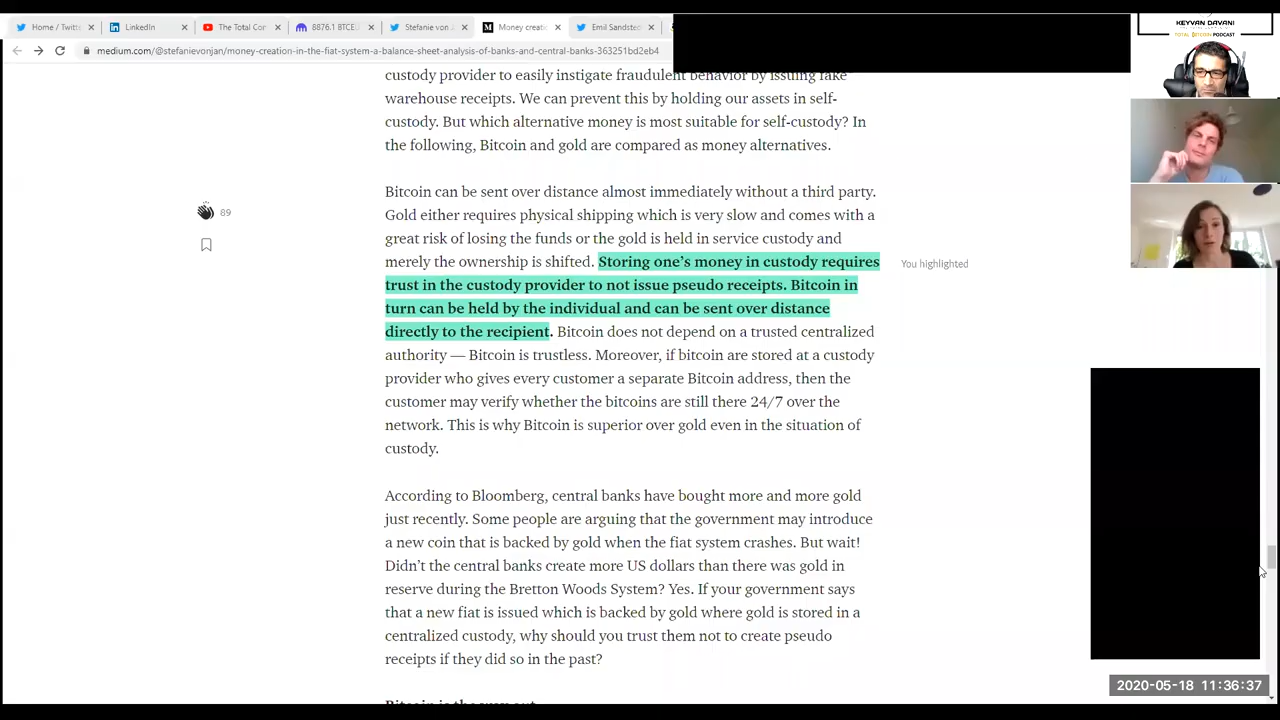 Home / Twitt
LinkedIn
The Total Con
8876.1 BTCEU
Stefanie von J
Money creatio
Emil Sandsted
medium.com/@stefanievonjan/money-creation-in-the-fiat-system-a-balance-sheet-analysis-of-banks-and-central-banks-363251bd2eb4
KEYVAN DAVANI
TOTAL BITCOIN PODCAST
custody provider to easily instigate fraudulent behavior by issuing fake
warehouse receipts. We can prevent this by holding our assets in self-
custody. But which alternative money is most suitable for self-custody? In
the following, Bitcoin and gold are compared as money alternatives.
89
Bitcoin can be sent over distance almost immediately without a third party.
Gold either requires physical shipping which is very slow and comes with a
great risk of losing the funds or the gold is held in service custody and
merely the ownership is shifted. Storing one's money in custody requires
trust in the custody provider to not issue pseudo receipts. Bitcoin in
turn can be held by the individual and can be sent over distance
directly to the recipient. Bitcoin does not depend on a trusted centralized
authority — Bitcoin is trustless. Moreover, if bitcoin are stored at a custody
provider who gives every customer a separate Bitcoin address, then the
customer may verify whether the bitcoins are still there 24/7 over the
network. This is why Bitcoin is superior over gold even in the situation of
custody.
You highlighted
According to Bloomberg, central banks have bought more and more gold
just recently. Some people are arguing that the government may introduce
a new coin that is backed by gold when the fiat system crashes. But wait!
Didn't the central banks create more US dollars than there was gold in
reserve during the Bretton Woods System? Yes. If your government says
that a new fiat is issued which is backed by gold where gold is stored in a
centralized custody, why should you trust them not to create pseudo
receipts if they did so in the past?
Bitcoin is the way out
2020-05-18 11:36:37